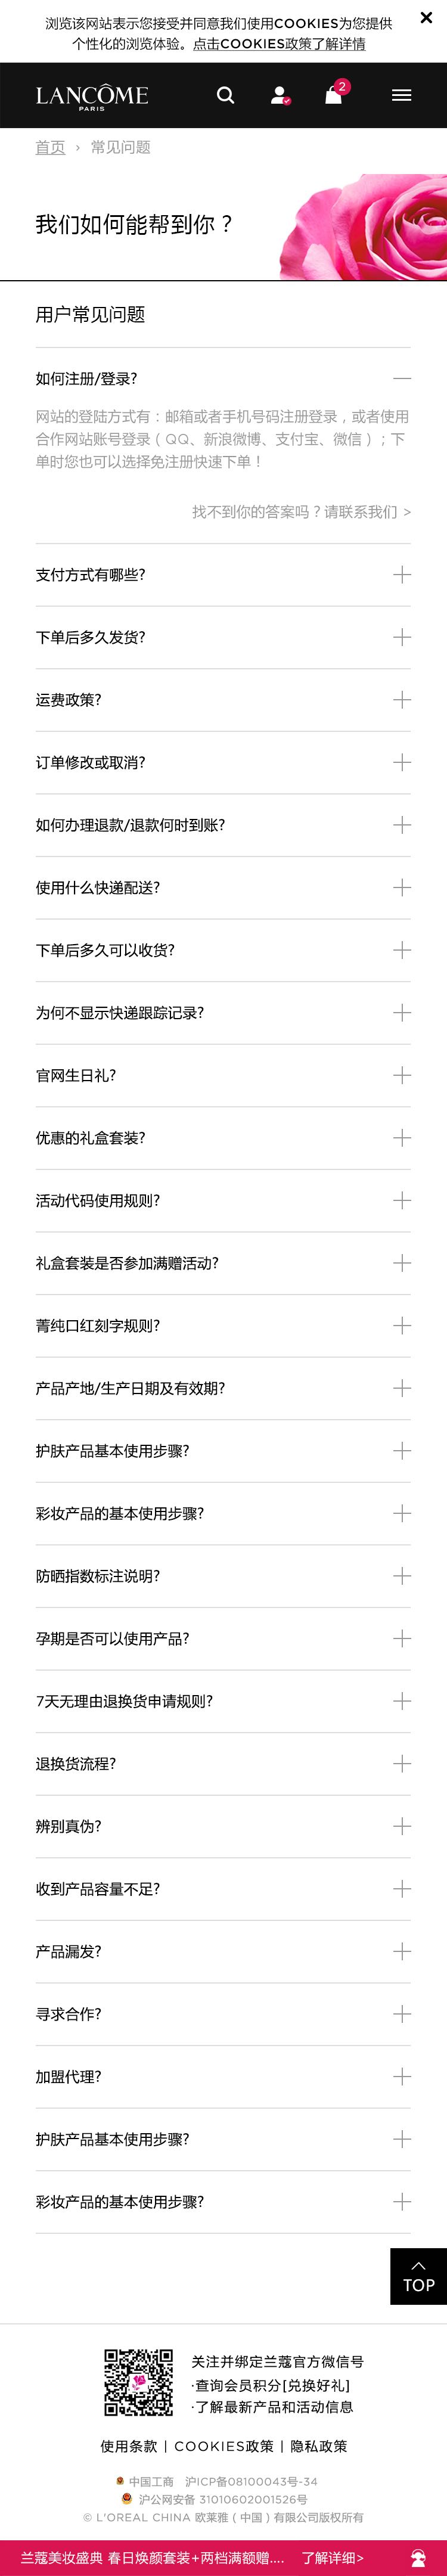 浏览该网站表示您接受并同意我们使用COOKIES为您提供
个性化的浏览体验。点击COOKIES政策了解详情
LANCÔME
PARIS
2
首页 › 常见问题
我们如何能帮到你？
用户常见问题
如何注册/登录?
网站的登陆方式有：邮箱或者手机号码注册登录，或者使用
合作网站账号登录（QQ、新浪微博、支付宝、微信）；下
单时您也可以选择免注册快速下单！
找不到你的答案吗？请联系我们 >
支付方式有哪些?
下单后多久发货?
运费政策?
订单修改或取消?
如何办理退款/退款何时到账?
使用什么快递配送?
下单后多久可以收货?
为何不显示快递跟踪记录?
官网生日礼?
优惠的礼盒套装?
活动代码使用规则?
礼盒套装是否参加满赠活动?
菁纯口红刻字规则?
产品产地/生产日期及有效期?
护肤产品基本使用步骤?
彩妆产品的基本使用步骤?
防晒指数标注说明?
孕期是否可以使用产品?
7天无理由退换货申请规则?
退换货流程?
辨别真伪?
收到产品容量不足?
产品漏发?
寻求合作?
加盟代理?
护肤产品基本使用步骤?
彩妆产品的基本使用步骤?
TOP
关注并绑定兰蔻官方微信号
·查询会员积分[兑换好礼]
·了解最新产品和活动信息
使用条款 | COOKIES政策 | 隐私政策
中国工商 沪ICP备08100043号-34
沪公网安备 31010602001526号
© L'OREAL CHINA 欧莱雅（中国）有限公司版权所有
兰蔻美妆盛典 春日焕颜套装+两档满额赠.... 了解详细>